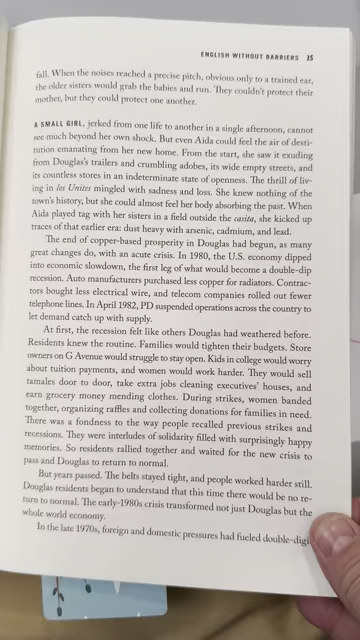 ENGLISH WITHOUT BARRIERS 25
fall. When the noises reached a precise pitch, obvious only to a trained ear,
the older sisters would grab the babies and run. They couldn't protect their
mother, but they could protect one another.
A SMALL GIRL, jerked from one life to another in a single afternoon, cannot
see much beyond her own shock. But even Aida could feel the air of desti-
tution emanating from her new home. From the start, she saw it exuding
from Douglas's trailers and crumbling adobes, its wide empty streets, and
its countless stores in an indeterminate state of openness. The thrill of liv-
ing in los Unites mingled with sadness and loss. She knew nothing of the
town's history, but she could almost feel her body absorbing the past. When
Aida played tag with her sisters in a field outside the casita, she kicked up
traces of that earlier era: dust heavy with arsenic, cadmium, and lead.
The end of copper-based prosperity in Douglas had begun, as many
great changes do, with an acute crisis. In 1980, the U.S. economy dipped
into economic slowdown, the first leg of what would become a double-dip
recession. Auto manufacturers purchased less copper for radiators. Contrac-
tors bought less electrical wire, and telecom companies rolled out fewer
telephone lines. In April 1982, PD suspended operations across the country to
let demand catch up with supply.
At first, the recession felt like others Douglas had weathered before.
Residents knew the routine. Families would tighten their budgets. Store
owners on G Avenue would struggle to stay open. Kids in college would worry
about tuition payments, and women would work harder. They would sell
tamales door to door, take extra jobs cleaning executives' houses, and
earn grocery money mending clothes. During strikes, women banded
together, organizing raffles and collecting donations for families in need.
There was a fondness to the way people recalled previous strikes and
recessions. They were interludes of solidarity filled with surprisingly happy
memories. So residents rallied together and waited for the new crisis to
pass and Douglas to return to normal.
But years passed. The belts stayed tight, and people worked harder still.
Douglas residents began to understand that this time there would be no re-
turn to normal. The early-1980s crisis transformed not just Douglas but the
whole world economy.
In the late 1970s, foreign and domestic pressures had fueled double-digi